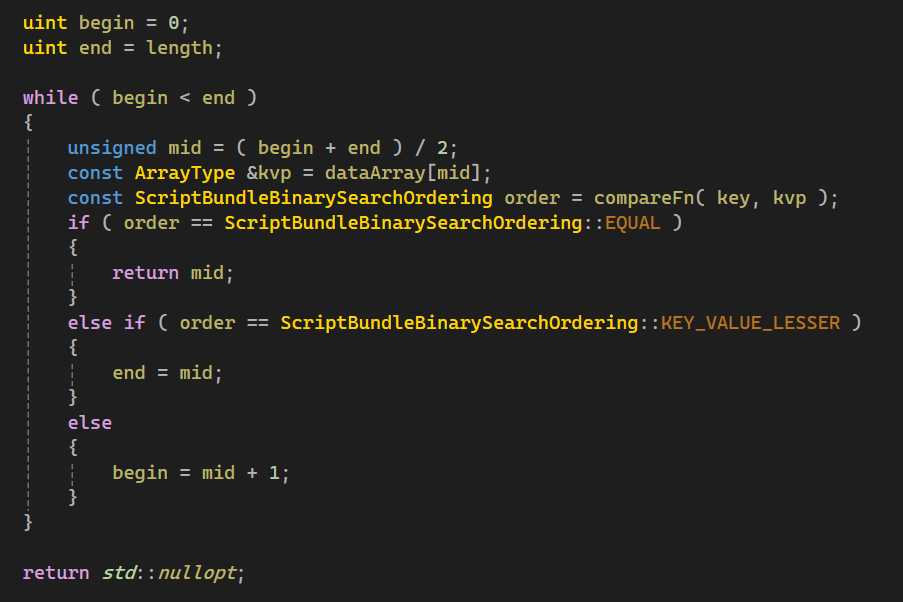 uint begin = 0;
uint end = length;

while ( begin < end )
{
    unsigned mid = ( begin + end ) / 2;
    const ArrayType &kvp = dataArray[mid];
    const ScriptBundleBinarySearchOrdering order = compareFn( key, kvp );
    if ( order == ScriptBundleBinarySearchOrdering::EQUAL )
    {
        return mid;
    }
    else if ( order == ScriptBundleBinarySearchOrdering::KEY_VALUE_LESSER )
    {
        end = mid;
    }
    else
    {
        begin = mid + 1;
    }
}

return std::nullopt;